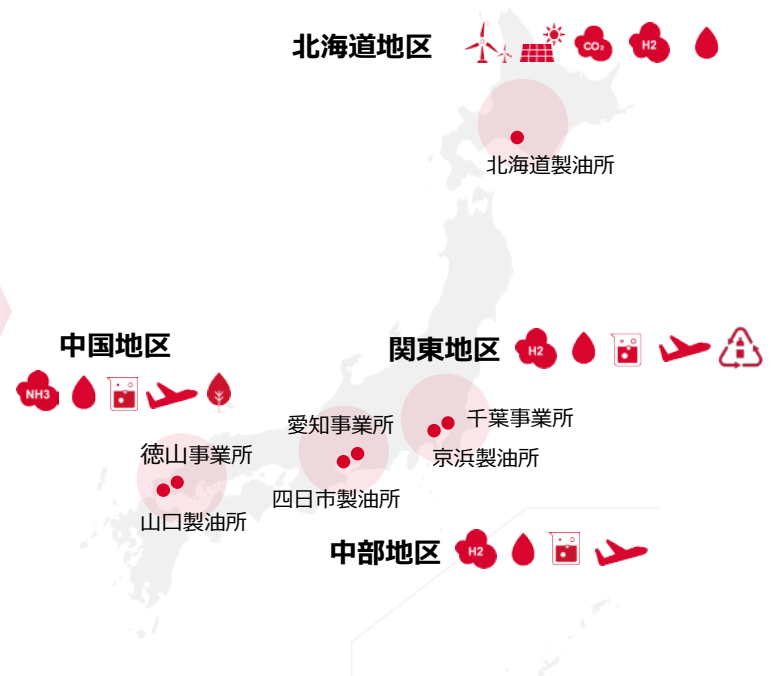 北海道地区
CO₂
H2
北海道製油所
中国地区
NH3
関東地区
H2
愛知事業所
千葉事業所
徳山事業所
京浜製油所
四日市製油所
山口製油所
中部地区
H2